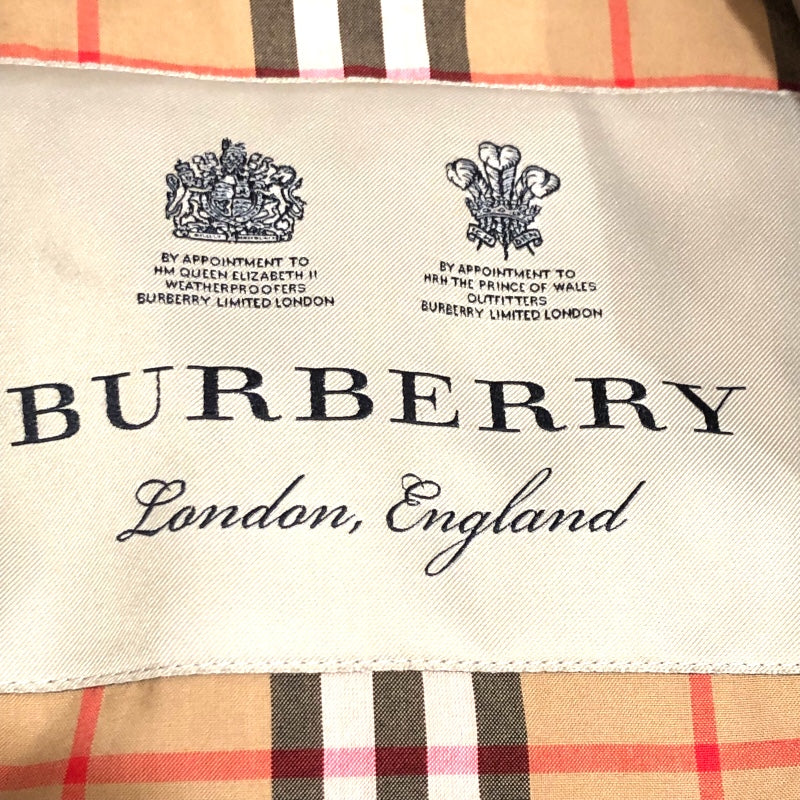 BY APPOINTMENT TO
HM QUEEN ELIZABETH II
WEATHERPROOFERS
BURBERRY LIMITED LONDON
BY APPOINTMENT TO
HRH THE PRINCE OF WALES
OUTFITTERS
BURBERRY LIMITED LONDON
BURBERRY
London, England